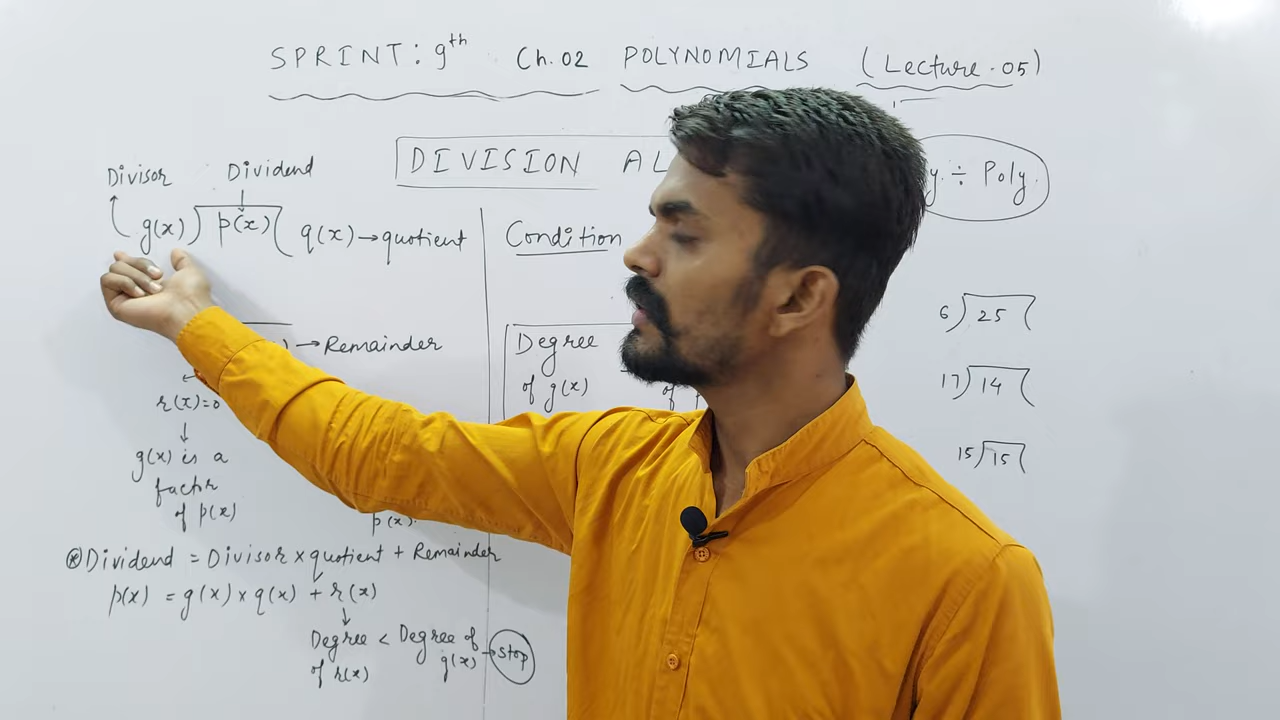 SPRINT: 9th Ch. 02 POLYNOMIALS (Lecture-05)
DIVISION AL
÷ Poly.
Divisor Dividend
g(x) ) p(x) ( q(x) → quotient
→ Remainder
r(x)=0
g(x) is a
factor
of p(x)
p(x).
⊛ Dividend = Divisor × quotient + Remainder
p(x) = g(x) × q(x) + r(x)
Degree < Degree of
of r(x) g(x) → stop
Condition
Degree
of g(x) of
6 ) 25 (
17 ) 14 (
15 ) 15 (